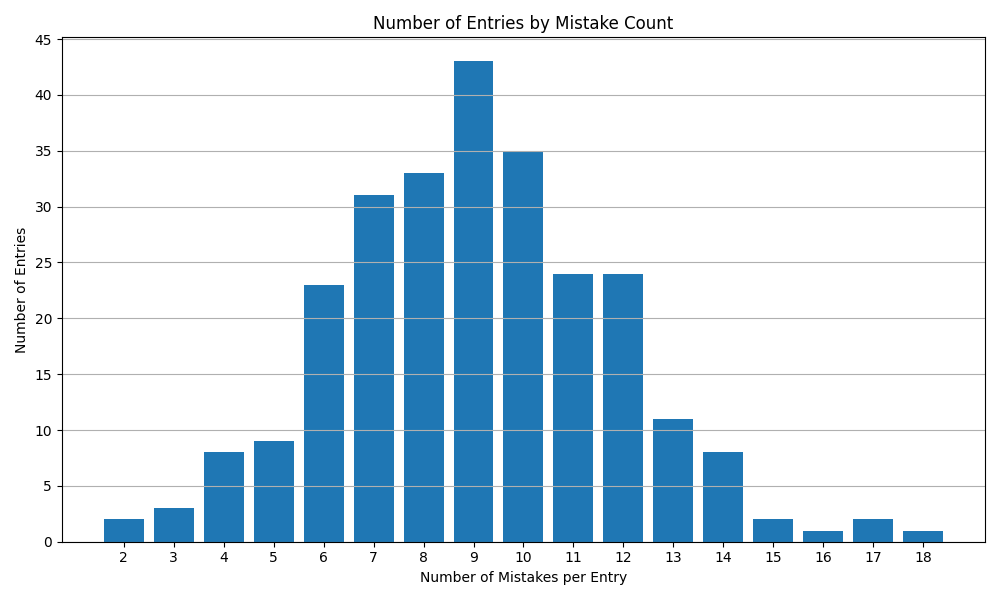 Number of Entries by Mistake Count
45
40
35
30
25
20
15
10
5
0
Number of Entries
2 3 4 5 6 7 8 9 10 11 12 13 14 15 16 17 18
Number of Mistakes per Entry